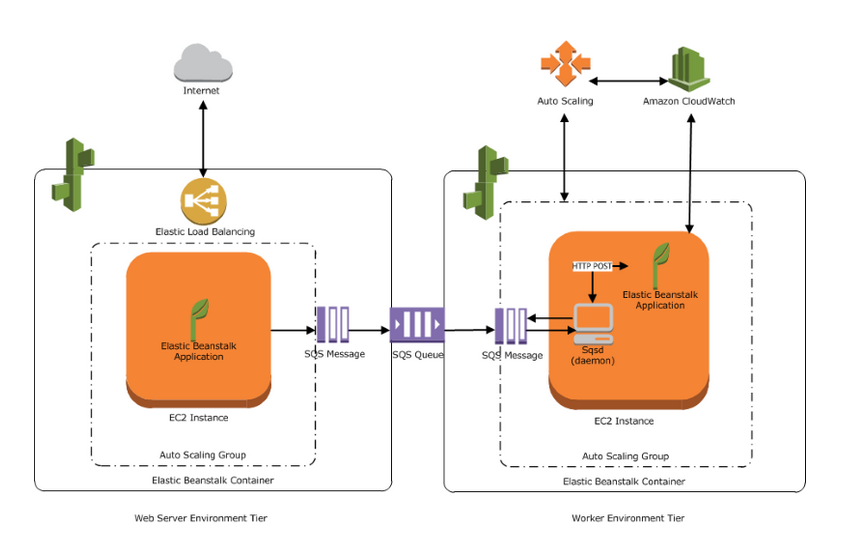 Internet
Auto Scaling
Amazon CloudWatch
Elastic Load Balancing
Elastic Beanstalk
Application
EC2 Instance
Auto Scaling Group
Elastic Beanstalk Container
Web Server Environment Tier
SQS Message
SQS Queue
SQS Message
HTTP POST
Elastic Beanstalk
Application
Sqsd
(daemon)
EC2 Instance
Auto Scaling Group
Elastic Beanstalk Container
Worker Environment Tier